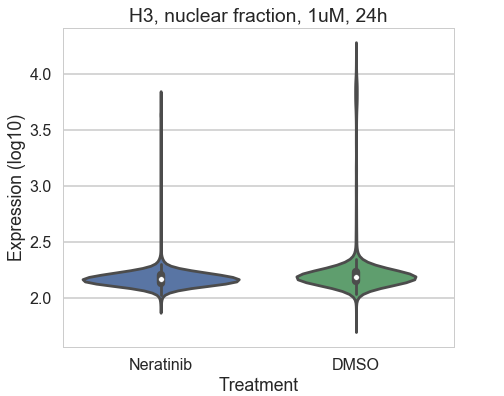 H3, nuclear fraction, 1uM, 24h
Expression (log10)
4.0
3.5
3.0
2.5
2.0
Neratinib DMSO
Treatment